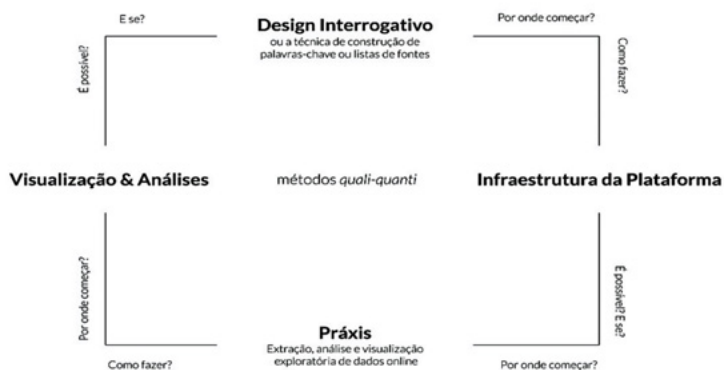 E se?
Design Interrogativo
Por onde começar?
ou a técnica de construção de
palavras-chave ou listas de fontes
É possível?
Como fazer?
Visualização & Análises
métodos quali-quanti
Infraestrutura da Plataforma
Por onde começar?
É possível? E se?
Práxis
Extração, análise e visualização
exploratória de dados online
Como fazer?
Por onde começar?